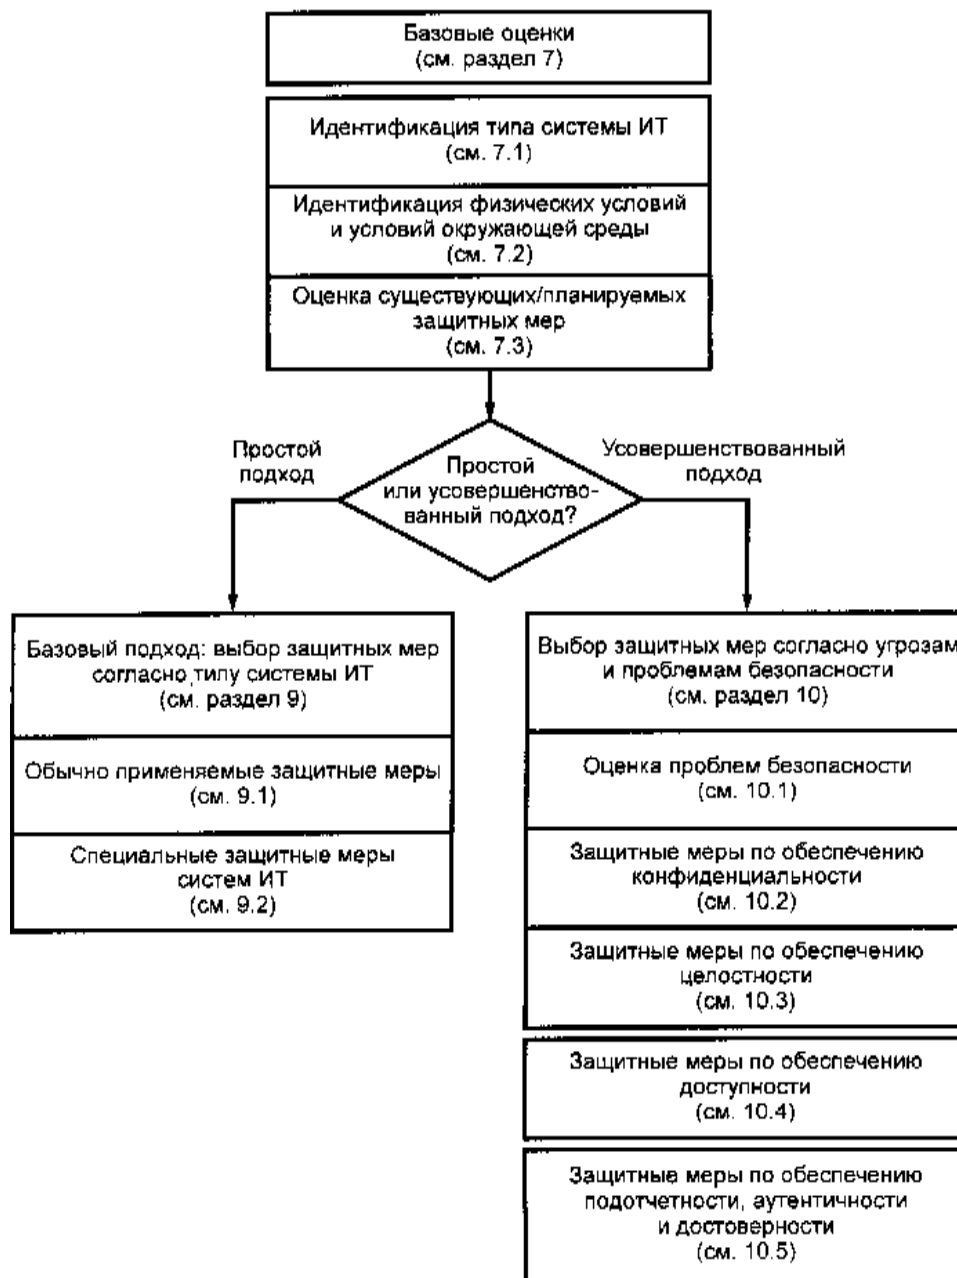 Базовые оценки
(см. раздел 7)
Идентификация типа системы ИТ
(см. 7.1)
Идентификация физических условий
и условий окружающей среды
(см. 7.2)
Оценка существующих/планируемых
защитных мер
(см. 7.3)
Простой
подход
Простой
или усовершенство-
ванный подход?
Усовершенствованный
подход
Базовый подход: выбор защитных мер
согласно типу системы ИТ
(см. раздел 9)
Обычно применяемые защитные меры
(см. 9.1)
Специальные защитные меры
систем ИТ
(см. 9.2)
Выбор защитных мер согласно угрозам
и проблемам безопасности
(см. раздел 10)
Оценка проблем безопасности
(см. 10.1)
Защитные меры по обеспечению
конфиденциальности
(см. 10.2)
Защитные меры по обеспечению
целостности
(см. 10.3)
Защитные меры по обеспечению
доступности
(см. 10.4)
Защитные меры по обеспечению
подотчетности, аутентичности
и достоверности
(см. 10.5)